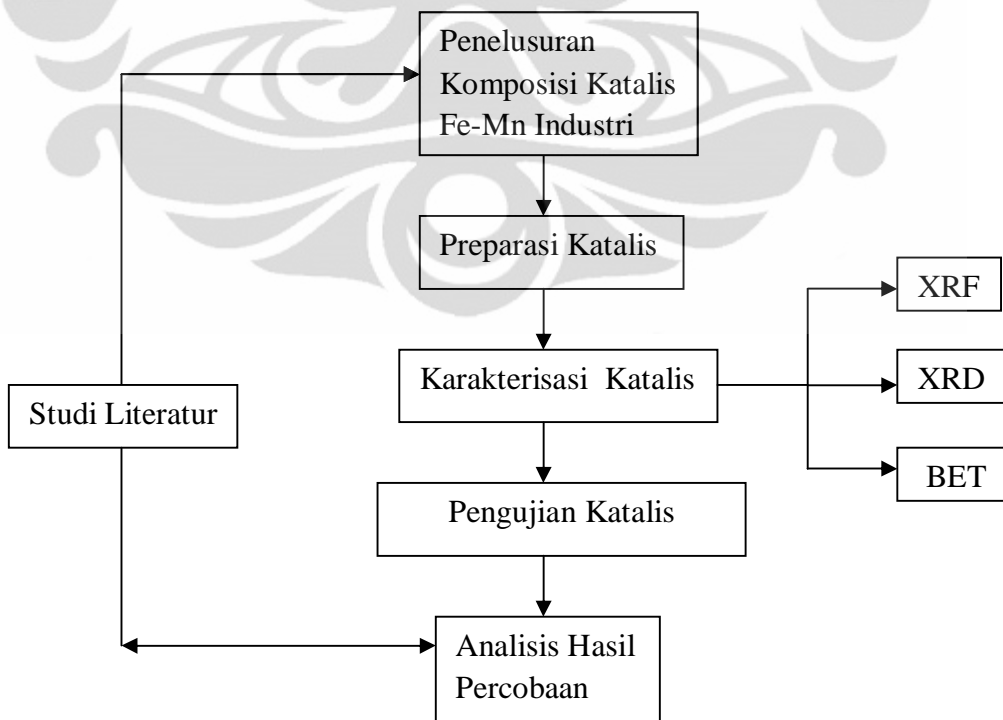 Penelusuran
Komposisi Katalis
Fe-Mn Industri
Preparasi Katalis
XRF
Karakterisasi Katalis
XRD
Studi Literatur
BET
Pengujian Katalis
Analisis Hasil
Percobaan